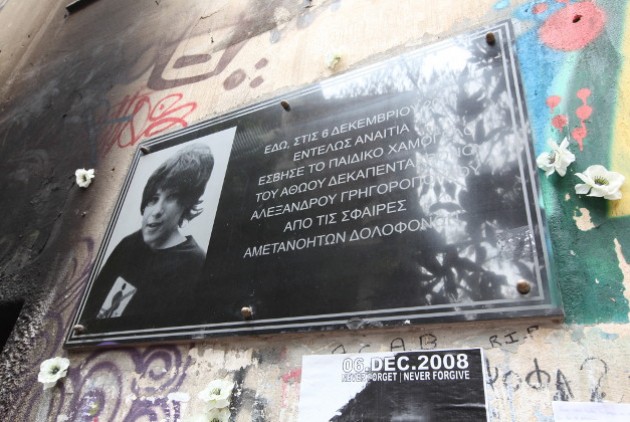 ΕΔΩ, ΣΤΙΣ 6 ΔΕΚΕΜΒΡΙΟΥ
ΕΝΤΕΛΩΣ ΑΝΑΙΤΙΑ
ΕΣΒΗΣΕ ΤΟ ΠΑΙΔΙΚΟ ΧΑΜΟΓΕΛΟ
ΤΟΥ ΑΘΩΟΥ
ΑΛΕΞΑΝΔΡΟΥ ΓΡΗΓΟΡΟΠΟΥΛΟΥ
ΑΠΟ ΤΙΣ ΣΦΑΙΡΕΣ
ΑΜΕΤΑΝΟΗΤΩΝ ΔΟΛΟΦΟΝΩΝ
ACAB R.I.P
06.DEC.2008
NEVER FORGET | NEVER FORGIVE